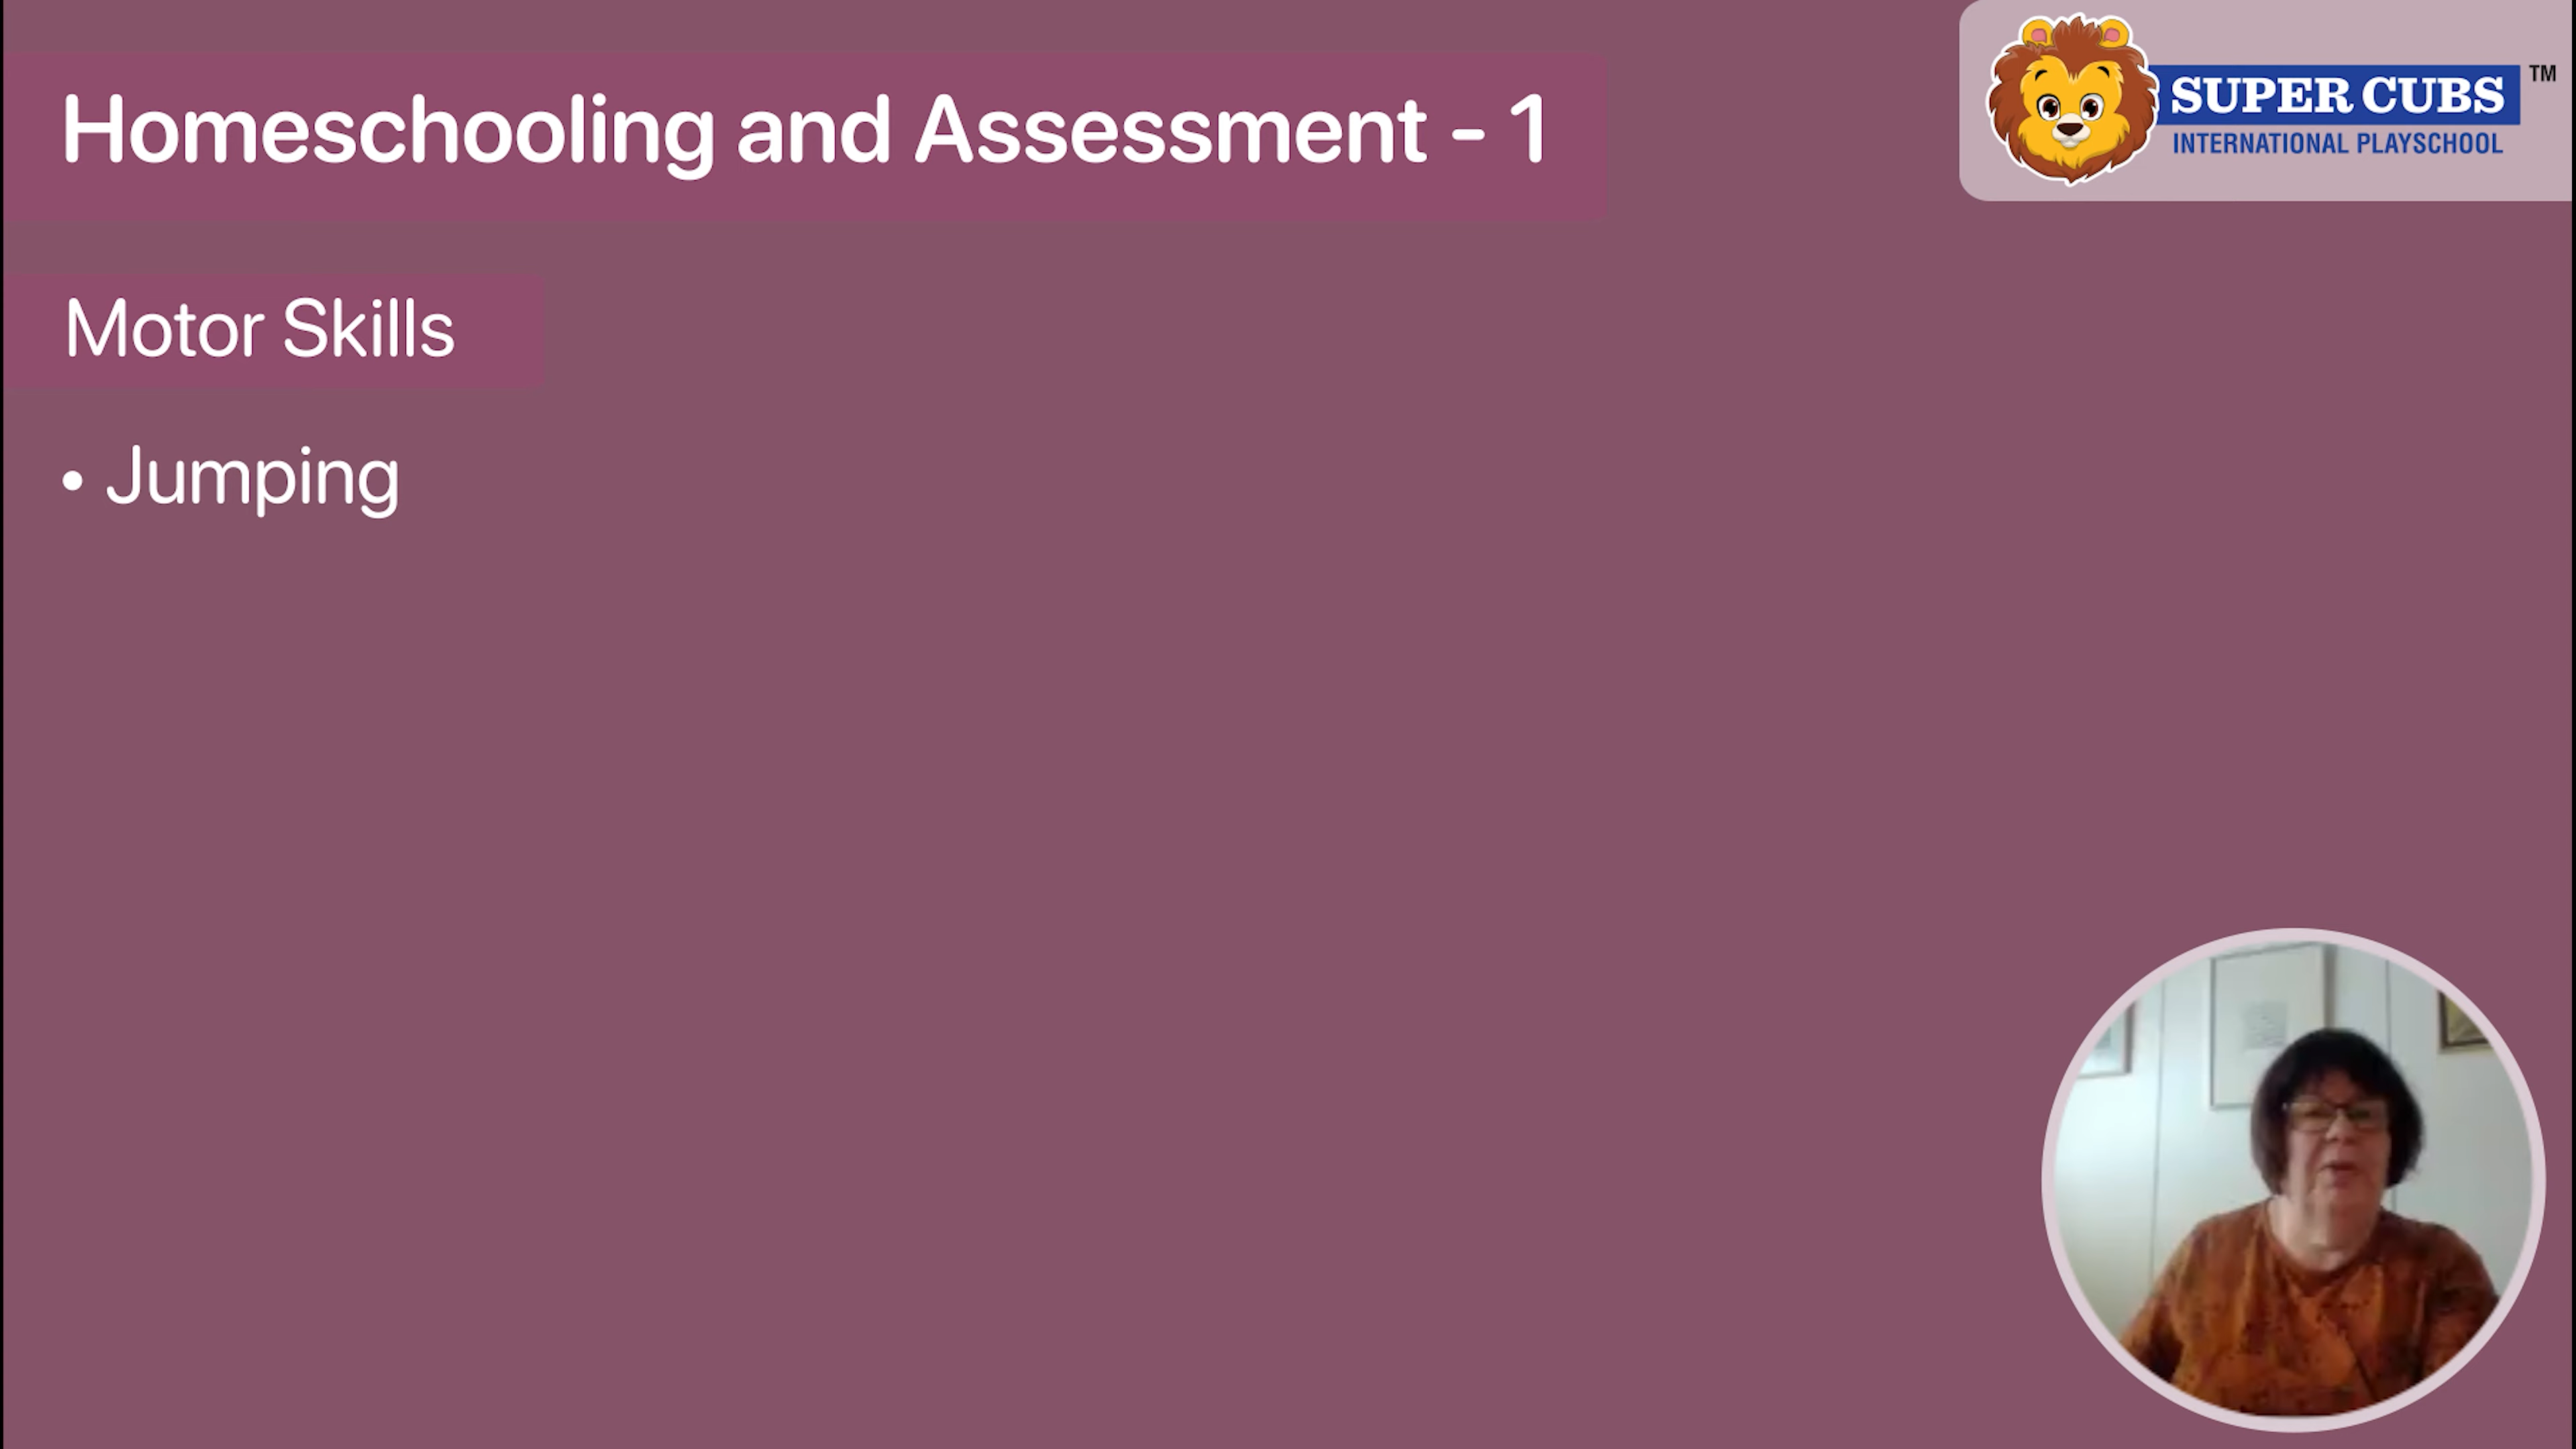 Homeschooling and Assessment - 1
SUPER CUBS TM
INTERNATIONAL PLAYSCHOOL
Motor Skills
• Jumping